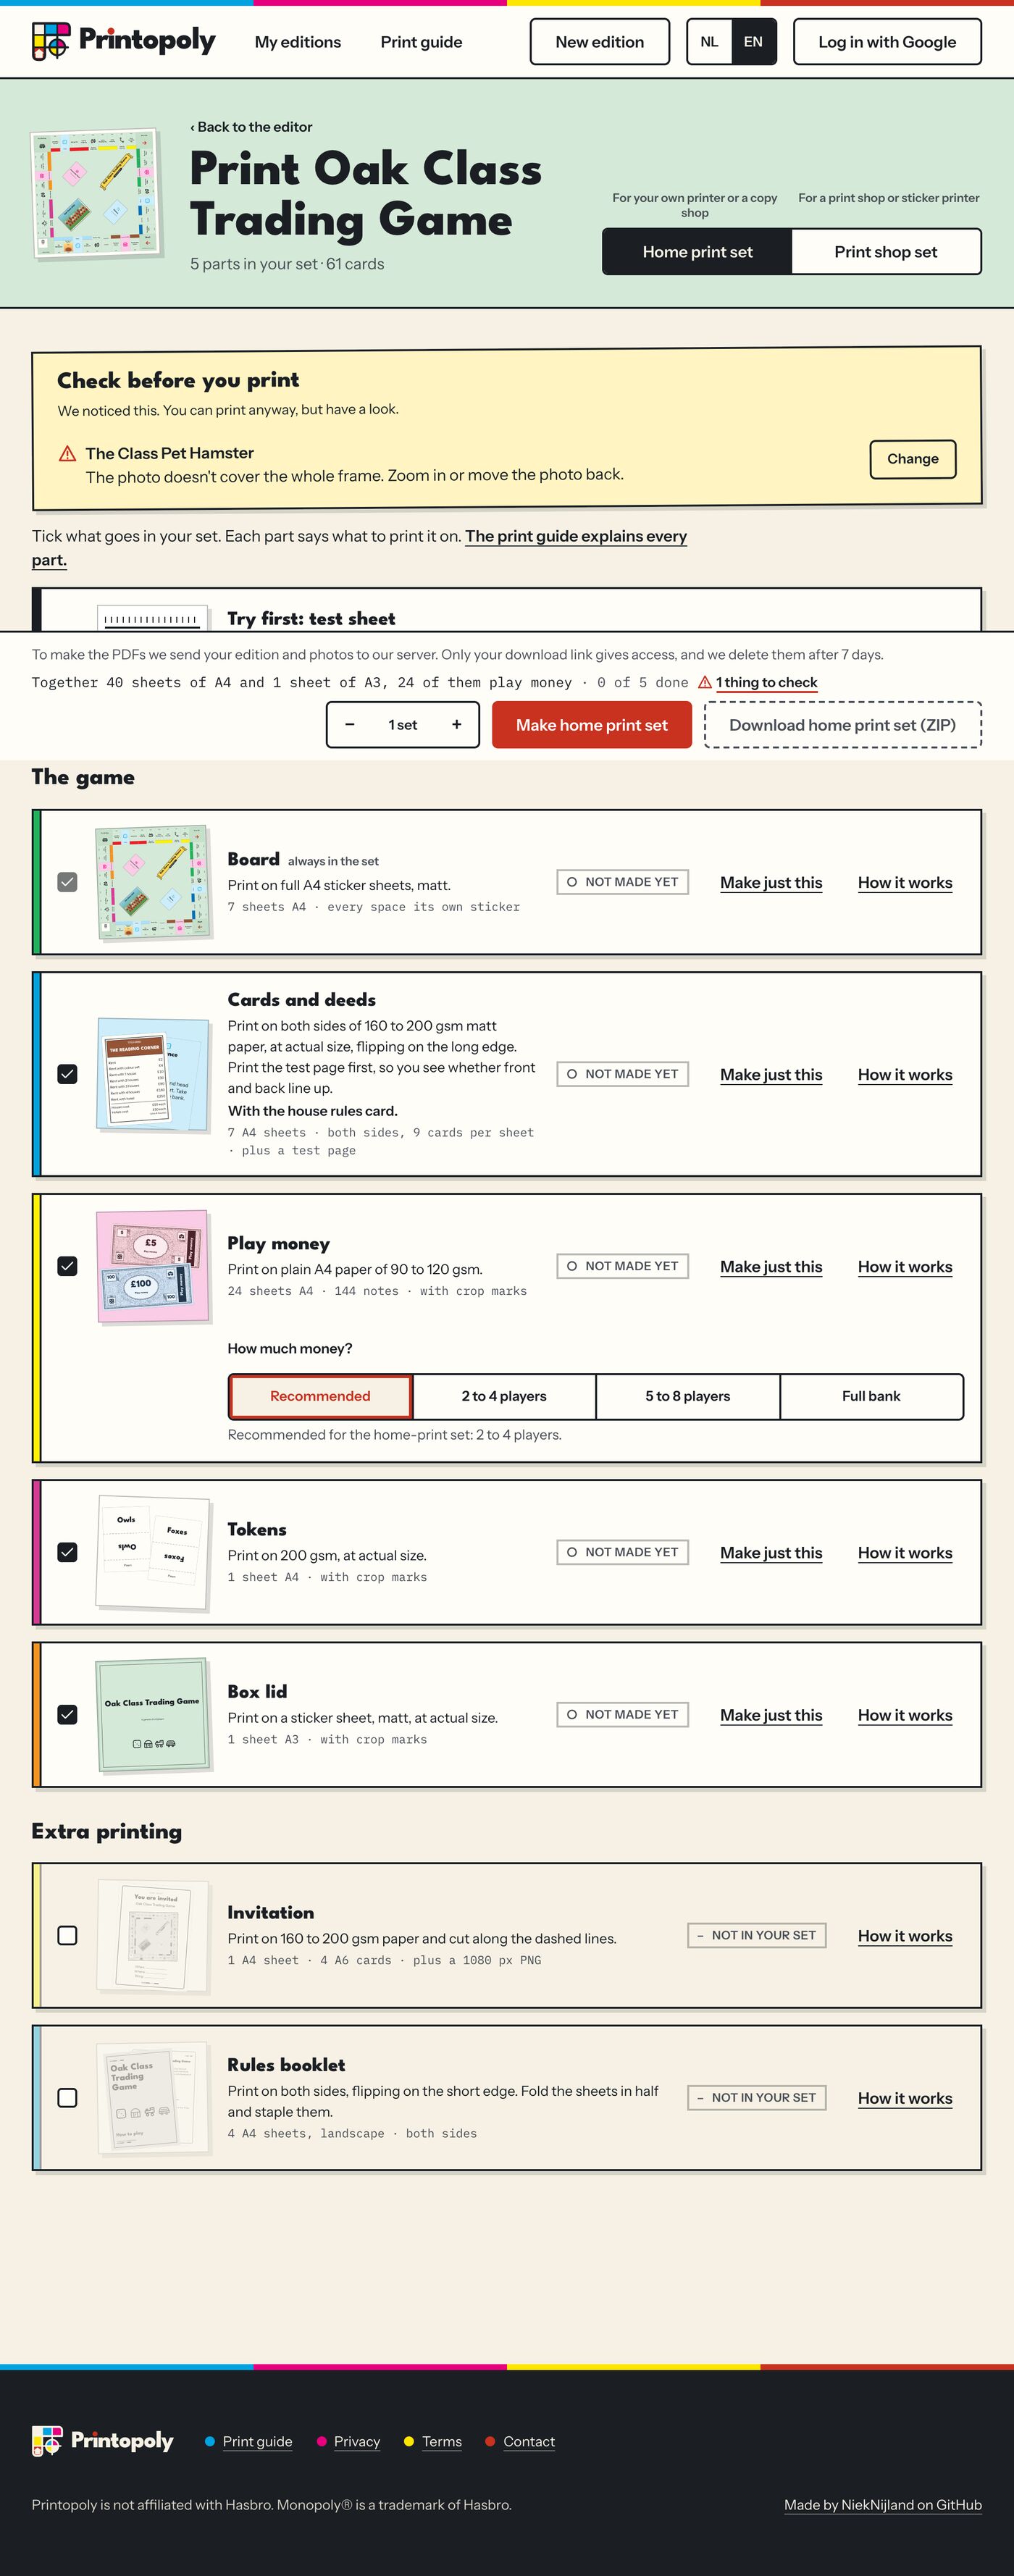 Printopoly
My editions
Print guide
New edition
NL
EN
Log in with Google
‹ Back to the editor
Print Oak Class
Trading Game
5 parts in your set · 61 cards
For your own printer or a copy
shop
For a print shop or sticker printer
Home print set
Print shop set
Check before you print
We noticed this. You can print anyway, but have a look.
The Class Pet Hamster
The photo doesn't cover the whole frame. Zoom in or move the photo back.
Change
Tick what goes in your set. Each part says what to print it on. The print guide explains every
part.
Try first: test sheet
To make the PDFs we send your edition and photos to our server. Only your download link gives access, and we delete them after 7 days.
Together 40 sheets of A4 and 1 sheet of A3, 24 of them play money · 0 of 5 done 1 thing to check
− 1 set +
Make home print set
Download home print set (ZIP)
The game
Board always in the set
Print on full A4 sticker sheets, matt.
7 sheets A4 · every space its own sticker
NOT MADE YET
Make just this
How it works
THE READING CORNER
Cards and deeds
Print on both sides of 160 to 200 gsm matt
paper, at actual size, flipping on the long edge.
Print the test page first, so you see whether front
and back line up.
With the house rules card.
7 A4 sheets · both sides, 9 cards per sheet
· plus a test page
NOT MADE YET
Make just this
How it works
£5
£100
Play money
Print on plain A4 paper of 90 to 120 gsm.
24 sheets A4 · 144 notes · with crop marks
NOT MADE YET
Make just this
How it works
How much money?
Recommended
2 to 4 players
5 to 8 players
Full bank
Recommended for the home-print set: 2 to 4 players.
Owls
Foxes
Owls
Foxes
Tokens
Print on 200 gsm, at actual size.
1 sheet A4 · with crop marks
NOT MADE YET
Make just this
How it works
Oak Class Trading Game
Box lid
Print on a sticker sheet, matt, at actual size.
1 sheet A3 · with crop marks
NOT MADE YET
Make just this
How it works
Extra printing
You are invited
Invitation
Print on 160 to 200 gsm paper and cut along the dashed lines.
1 A4 sheet · 4 A6 cards · plus a 1080 px PNG
– NOT IN YOUR SET
How it works
Oak Class
Trading
Game
How to play
Rules booklet
Print on both sides, flipping on the short edge. Fold the sheets in half
and staple them.
4 A4 sheets, landscape · both sides
– NOT IN YOUR SET
How it works
Printopoly
Print guide
Privacy
Terms
Contact
Printopoly is not affiliated with Hasbro. Monopoly® is a trademark of Hasbro.
Made by NiekNijland on GitHub